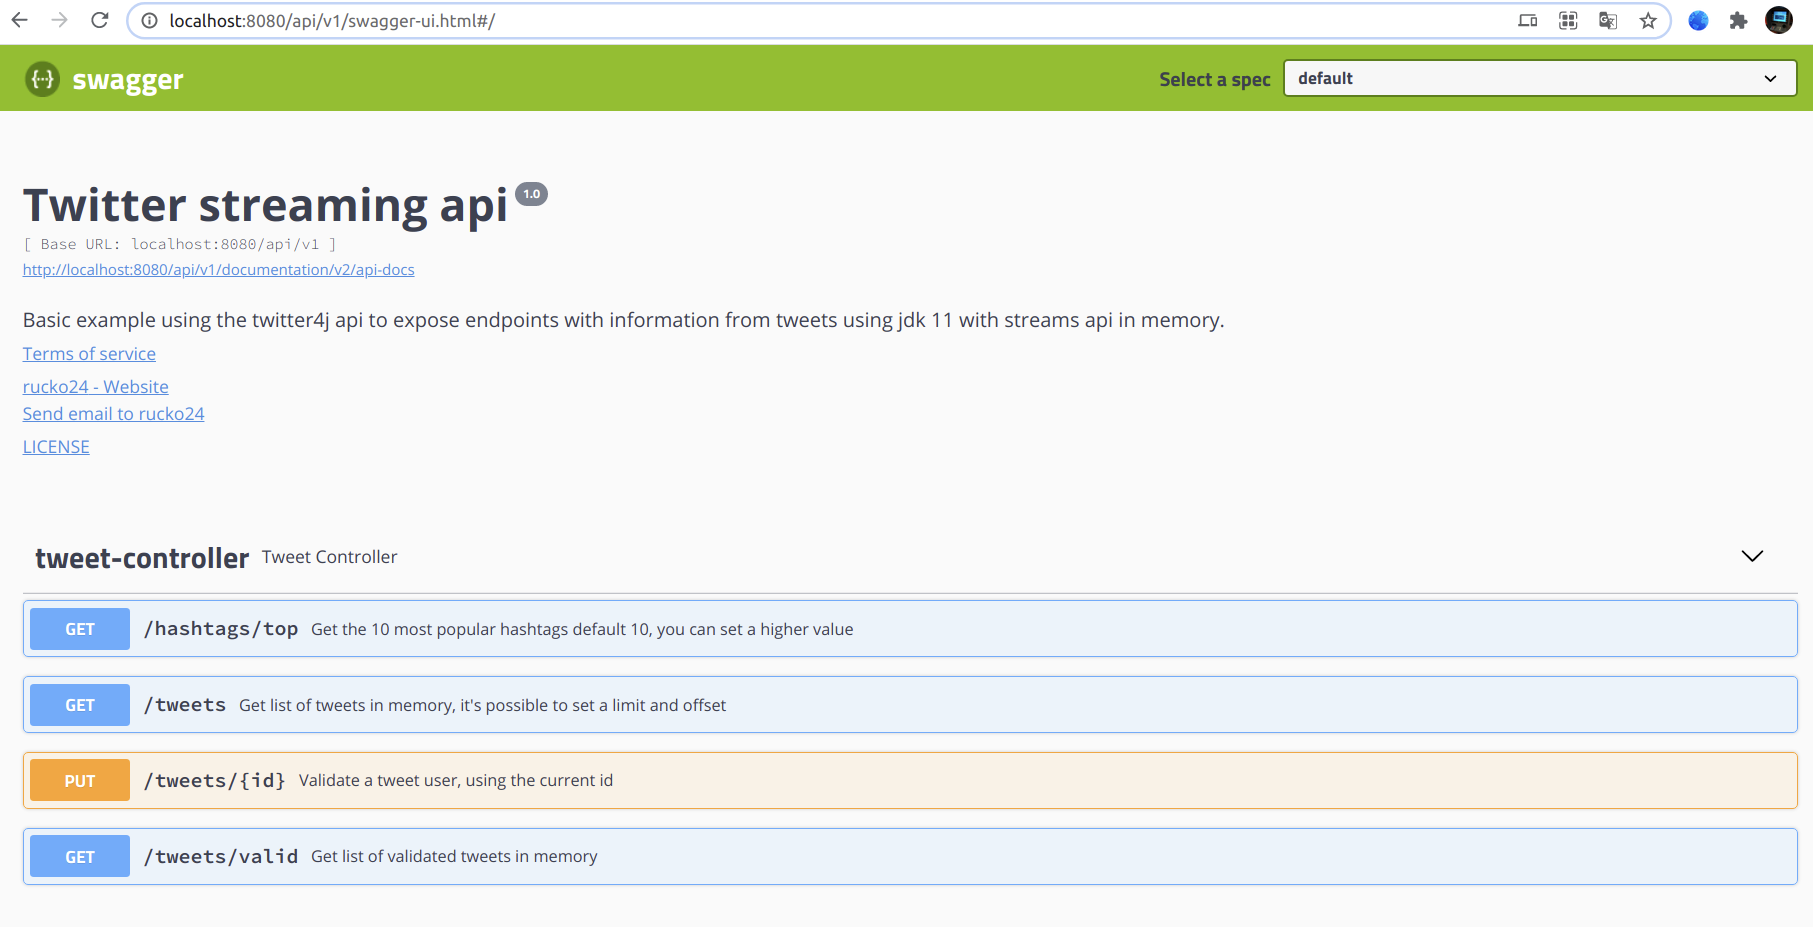 localhost:8080/api/v1/swagger-ui.html#/
{···} swagger
Select a spec
default
Twitter streaming api 1.0
[ Base URL: localhost:8080/api/v1 ]
http://localhost:8080/api/v1/documentation/v2/api-docs
Basic example using the twitter4j api to expose endpoints with information from tweets using jdk 11 with streams api in memory.
Terms of service
rucko24 - Website
Send email to rucko24
LICENSE
tweet-controller Tweet Controller
GET /hashtags/top Get the 10 most popular hashtags default 10, you can set a higher value
GET /tweets Get list of tweets in memory, it's possible to set a limit and offset
PUT /tweets/{id} Validate a tweet user, using the current id
GET /tweets/valid Get list of validated tweets in memory